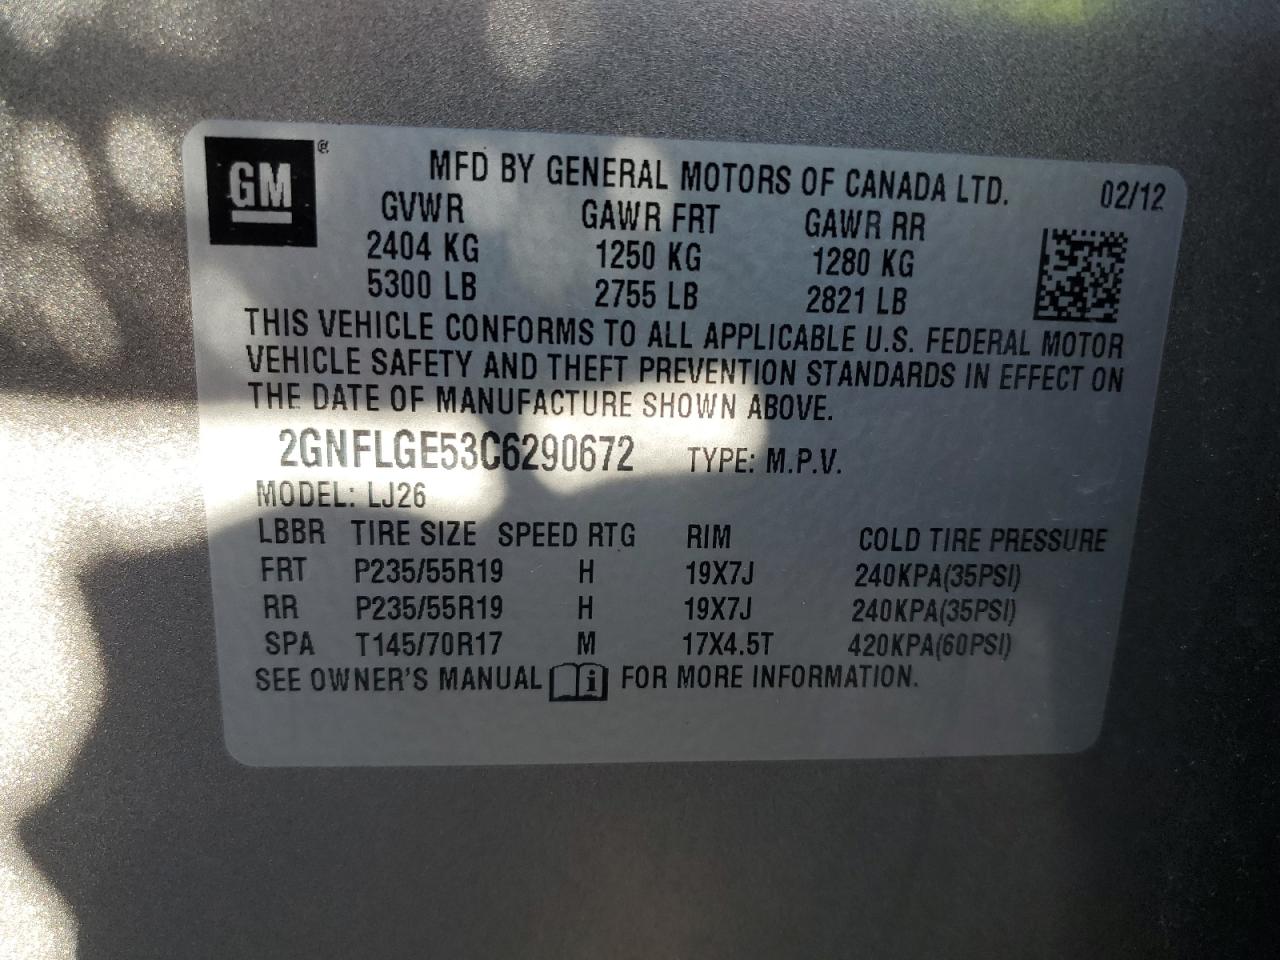 GM®
MFD BY GENERAL MOTORS OF CANADA LTD. 02/12
GVWR GAWR FRT GAWR RR
2404 KG 1250 KG 1280 KG
5300 LB 2755 LB 2821 LB
THIS VEHICLE CONFORMS TO ALL APPLICABLE U.S. FEDERAL MOTOR
VEHICLE SAFETY AND THEFT PREVENTION STANDARDS IN EFFECT ON
THE DATE OF MANUFACTURE SHOWN ABOVE.
2GNFLGE53C6290672 TYPE: M.P.V.
MODEL: LJ26
LBBR TIRE SIZE SPEED RTG RIM COLD TIRE PRESSURE
FRT P235/55R19 H 19X7J 240KPA(35PSI)
RR P235/55R19 H 19X7J 240KPA(35PSI)
SPA T145/70R17 M 17X4.5T 420KPA(60PSI)
SEE OWNER'S MANUAL i FOR MORE INFORMATION.